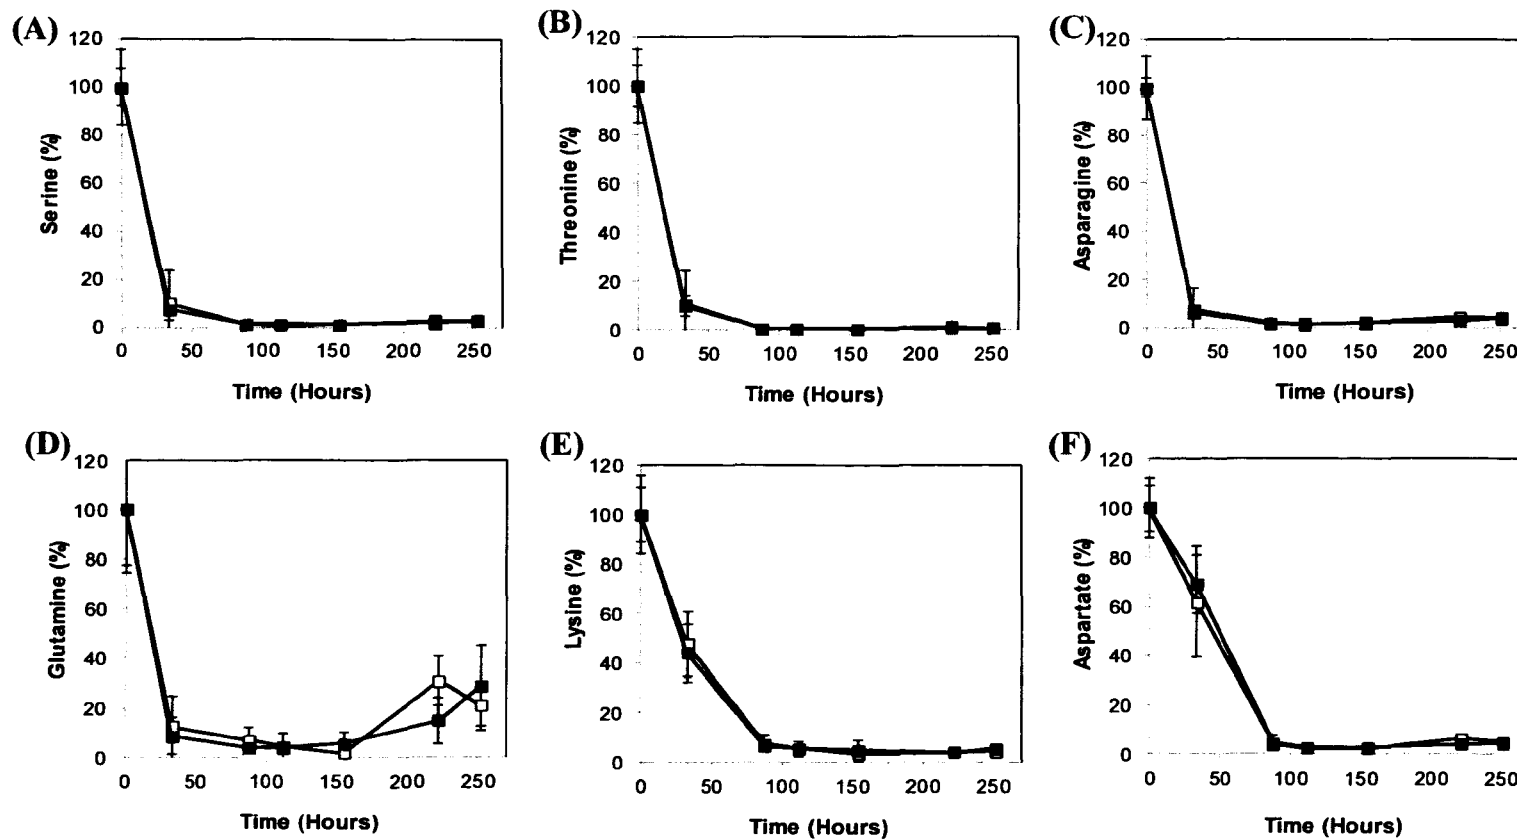 (A)
120
100
80
60
40
20
0
Serine (%)
0 50 100 150 200 250
Time (Hours)
(B)
120
100
80
60
40
20
0
Threonine (%)
0 50 100 150 200 250
Time (Hours)
(C)
120
100
80
60
40
20
0
Asparagine (%)
0 50 100 150 200 250
Time (Hours)
(D)
120
100
80
60
40
20
0
Glutamine (%)
0 50 100 150 200 250
Time (Hours)
(E)
120
100
80
60
40
20
0
Lysine (%)
0 50 100 150 200 250
Time (Hours)
(F)
120
100
80
60
40
20
0
Aspartate (%)
0 50 100 150 200 250
Time (Hours)